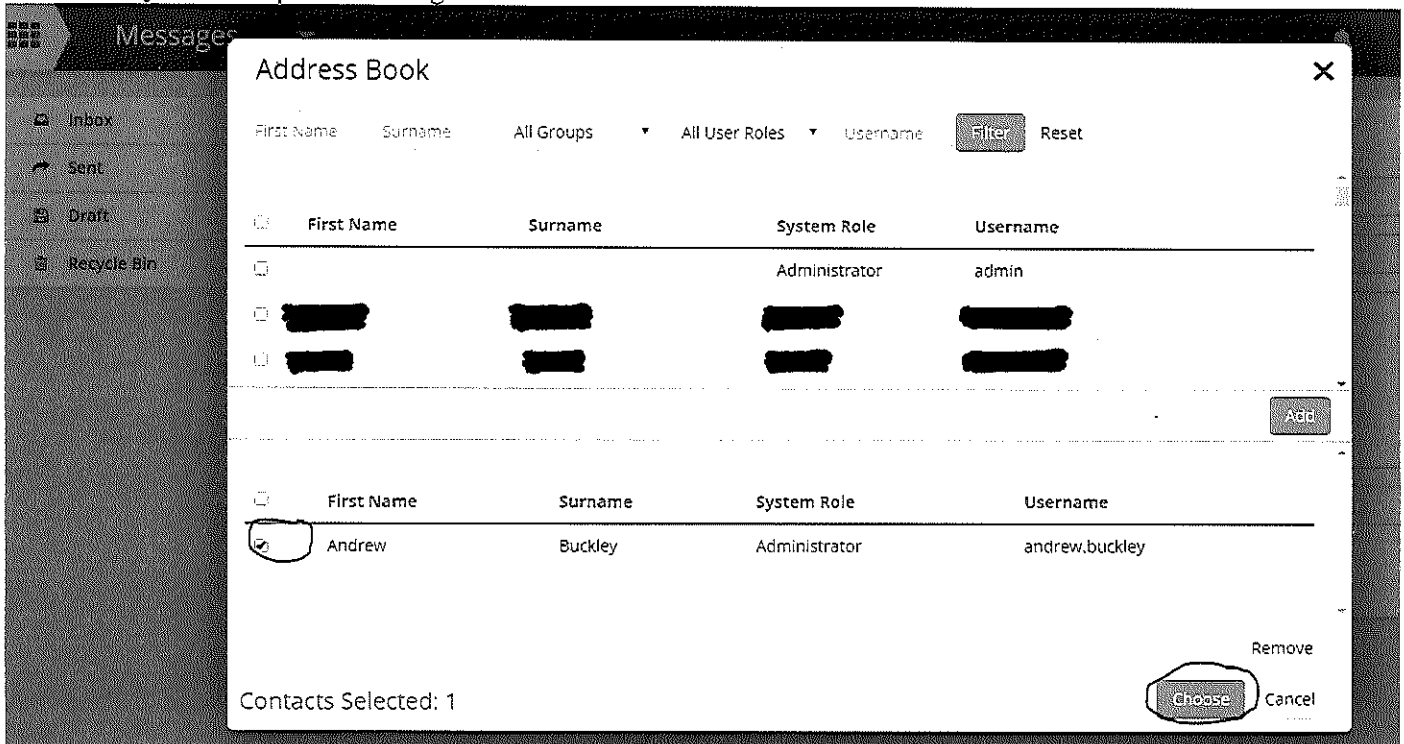 Messages
Address Book
First Name Surname All Groups All User Roles Username Filter Reset
Inbox
Sent
Draft
Recycle Bin
First Name Surname System Role Username
Administrator admin
Add
First Name Surname System Role Username
Andrew Buckley Administrator andrew.buckley
Remove
Contacts Selected: 1 Choose Cancel